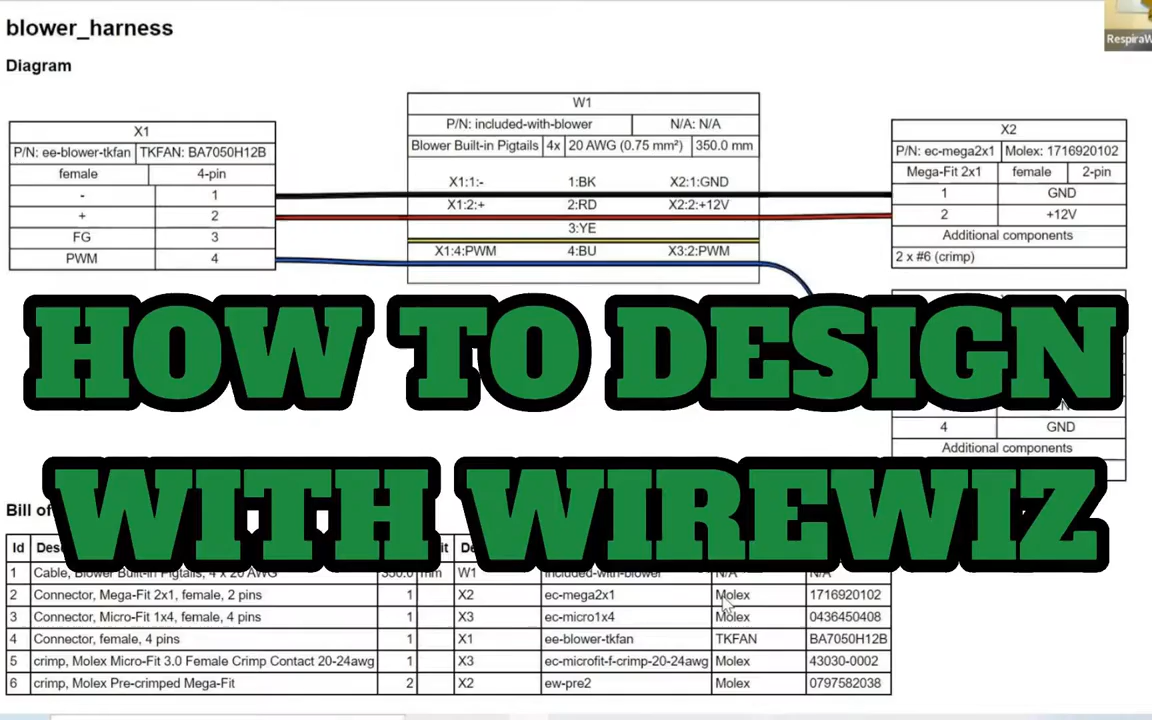 blower_harness
RespiraW
Diagram
X1
P/N: ee-blower-tkfan TKFAN: BA7050H12B
female 4-pin
- 1
+ 2
FG 3
PWM 4
W1
P/N: included-with-blower N/A: N/A
Blower Built-in Pigtails 4x 20 AWG (0.75 mm²) 350.0 mm
X1:1:- 1:BK X2:1:GND
X1:2:+ 2:RD X2:2:+12V
3:YE
X1:4:PWM 4:BU X3:2:PWM
X2
P/N: ec-mega2x1 Molex: 1716920102
Mega-Fit 2x1 female 2-pin
1 GND
2 +12V
Additional components
2 x #6 (crimp)
4 GND
Additional components
HOW TO DESIGN
WITH WIREWIZ
Bill of
Id
1 Cable, Blower Built-in Pigtails, 4 x 20 AWG 350.0 mm W1 included-with-blower N/A N/A
2 Connector, Mega-Fit 2x1, female, 2 pins 1 X2 ec-mega2x1 Molex 1716920102
3 Connector, Micro-Fit 1x4, female, 4 pins 1 X3 ec-micro1x4 Molex 0436450408
4 Connector, female, 4 pins 1 X1 ee-blower-tkfan TKFAN BA7050H12B
5 crimp, Molex Micro-Fit 3.0 Female Crimp Contact 20-24awg 1 X3 ec-microfit-f-crimp-20-24awg Molex 43030-0002
6 crimp, Molex Pre-crimped Mega-Fit 2 X2 ew-pre2 Molex 0797582038